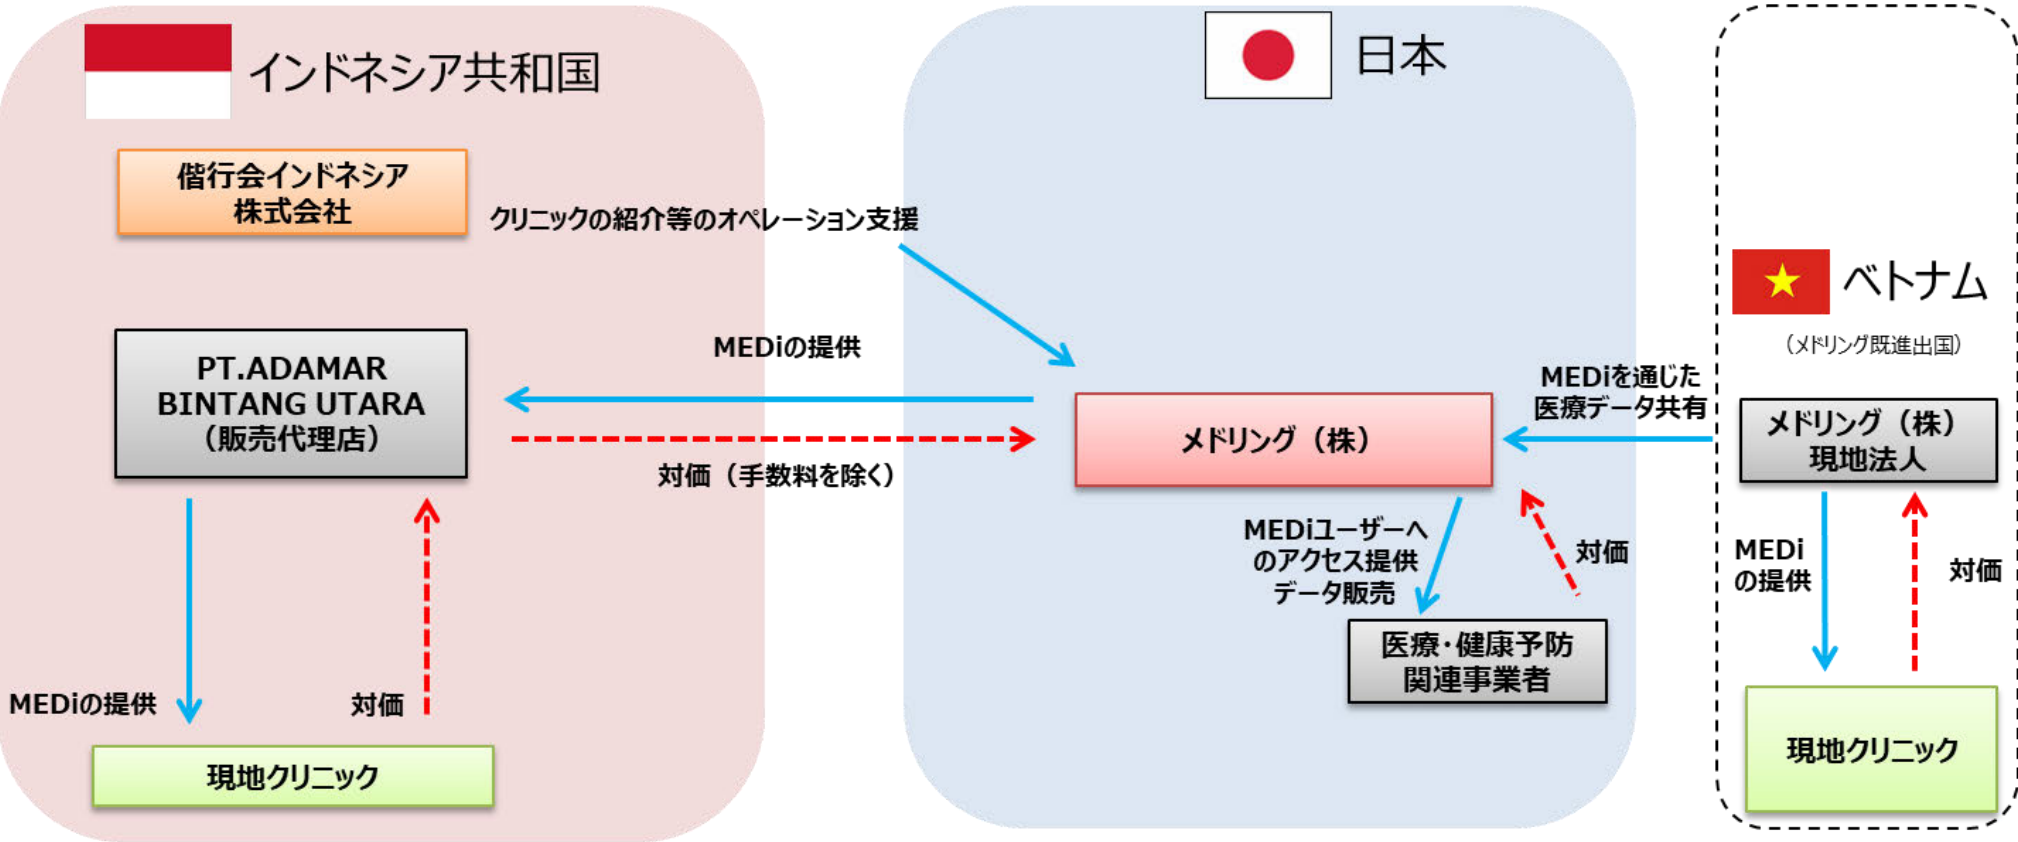 インドネシア共和国
偕行会インドネシア
株式会社
クリニックの紹介等のオペレーション支援
PT.ADAMAR
BINTANG UTARA
（販売代理店）
MEDiの提供
対価（手数料を除く）
MEDiの提供
対価
現地クリニック
日本
メドリング（株）
MEDiユーザーへ
のアクセス提供
データ販売
対価
医療・健康予防
関連事業者
MEDiを通じた
医療データ共有
ベトナム
（メドリング既進出国）
メドリング（株）
現地法人
MEDi
の提供
対価
現地クリニック